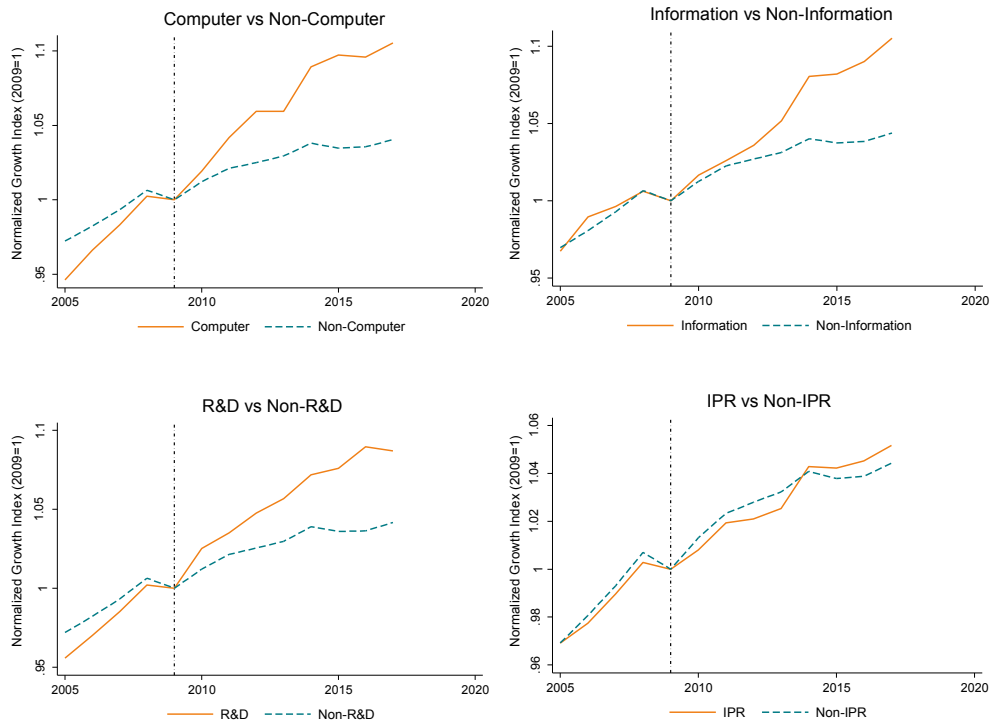 Computer vs Non-Computer
Normalized Growth Index (2009=1)
1.1
1.05
1
.95
2005 2010 2015 2020
Computer Non-Computer
Information vs Non-Information
Normalized Growth Index (2009=1)
1.1
1.05
1
.95
2005 2010 2015 2020
Information Non-Information
R&D vs Non-R&D
Normalized Growth Index (2009=1)
1.1
1.05
1
.95
2005 2010 2015 2020
R&D Non-R&D
IPR vs Non-IPR
Normalized Growth Index (2009=1)
1.06
1.04
1.02
1
.98
.96
2005 2010 2015 2020
IPR Non-IPR